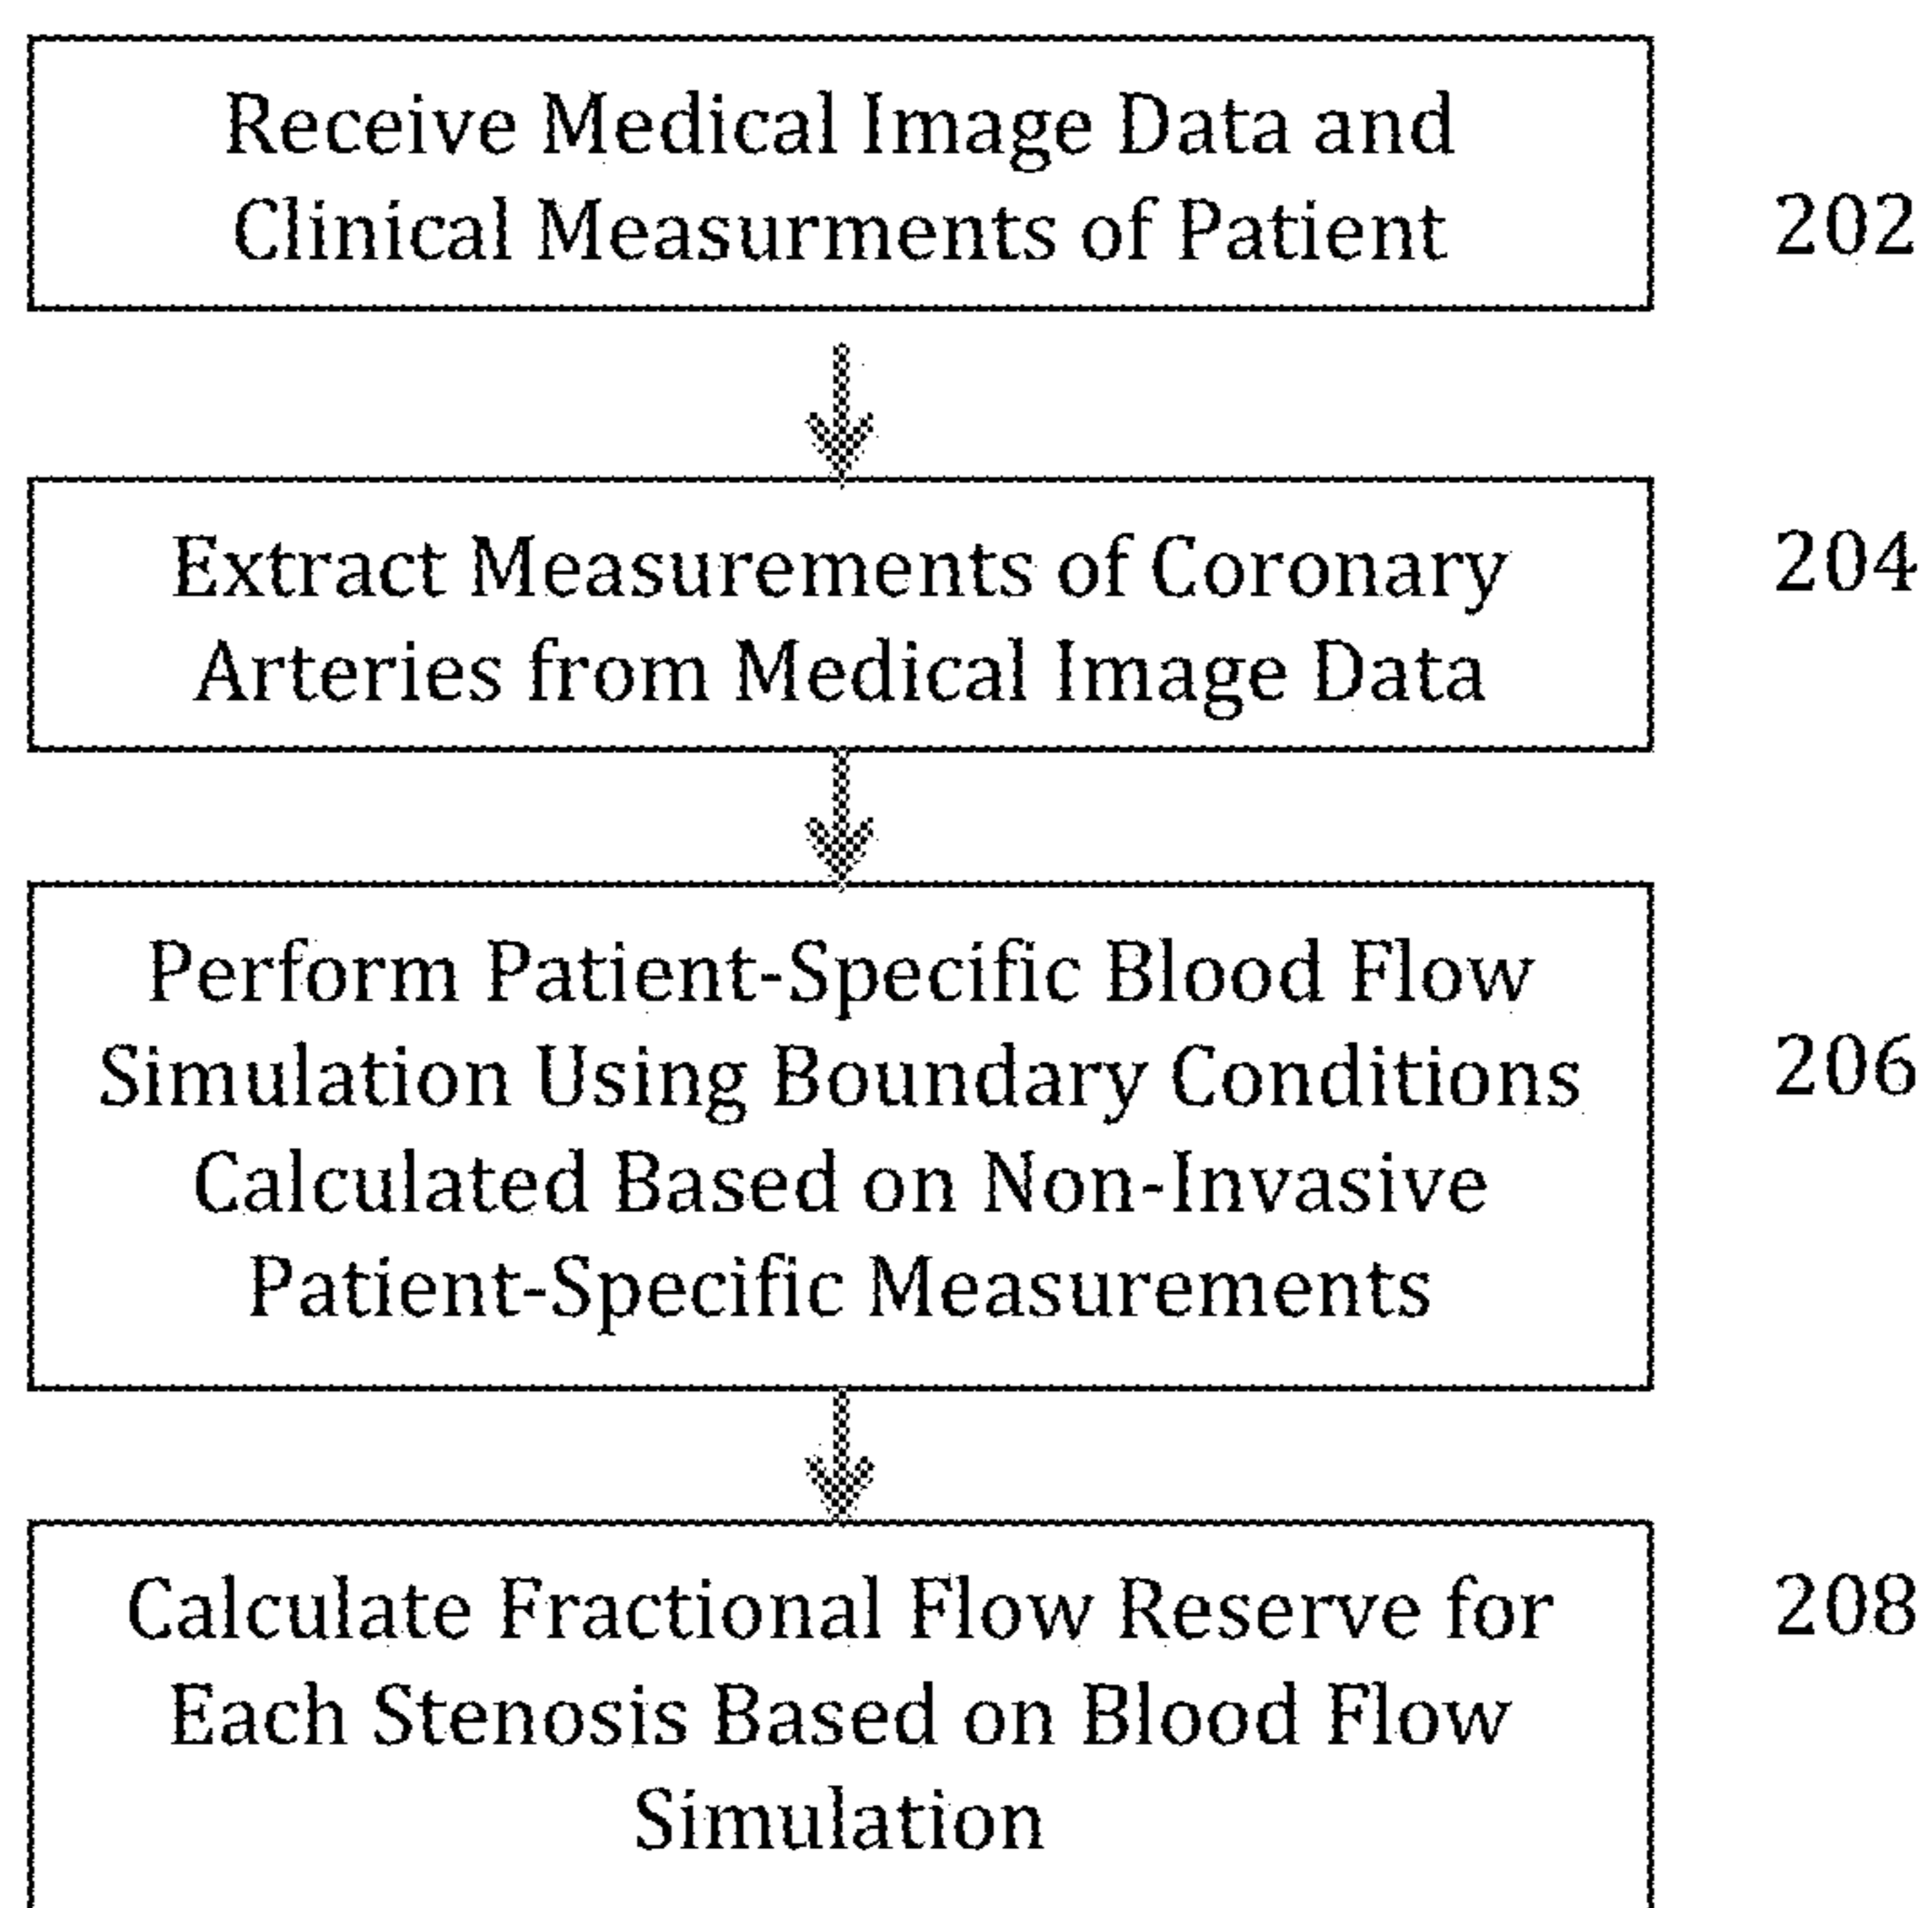 Receive Medical Image Data and
Clinical Measurments of Patient
202
Extract Measurements of Coronary
204
Arteries from Medical Image Data
Perform Patient-Specific Blood Flow
Simulation Using Boundary Conditions
206
Calculated Based on Non-Invasive
Patient-Specific Measurements
Calculate Fractional Flow Reserve for
208
Each Stenosis Based on Blood Flow
Simulation